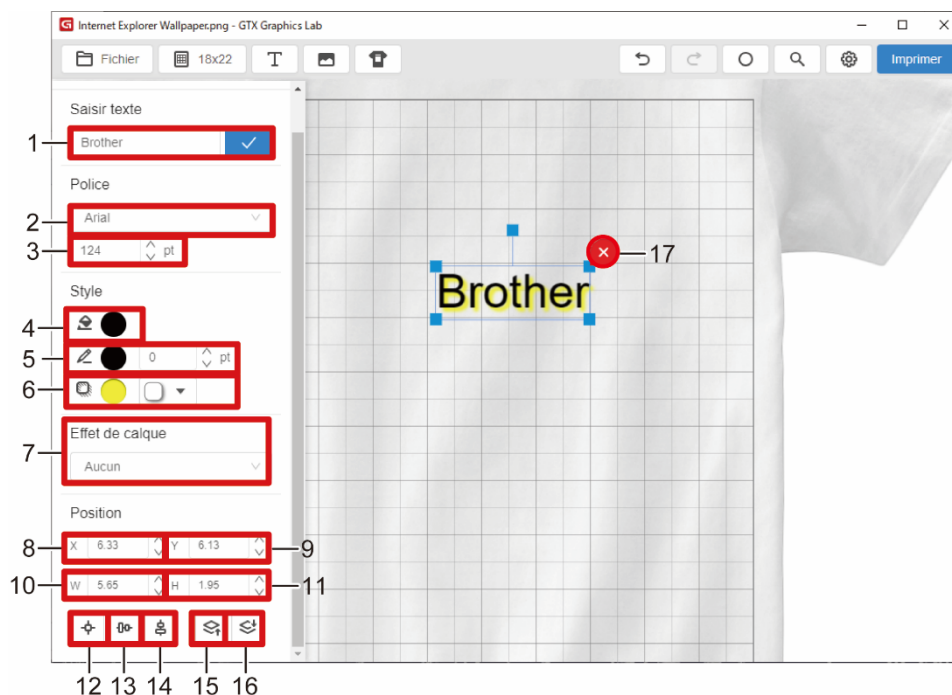 Internet Explorer Wallpaper.png - GTX Graphics Lab
Fichier
18x22
T
Imprimer
Saisir texte
1
Brother
Police
2
Arial
3
124 pt
17
Style
Brother
4
5
0 pt
6
Effet de calque
7
Aucun
Position
8
X 6.33
Y 6.13
9
10
W 5.65
H 1.95
11
12 13 14 15 16